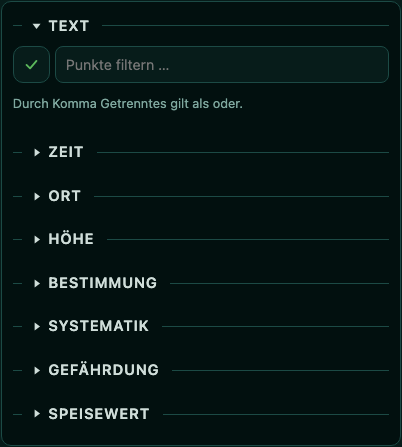 TEXT
Punkte filtern ...
Durch Komma Getrenntes gilt als oder.
ZEIT
ORT
HÖHE
BESTIMMUNG
SYSTEMATIK
GEFÄHRDUNG
SPEISEWERT